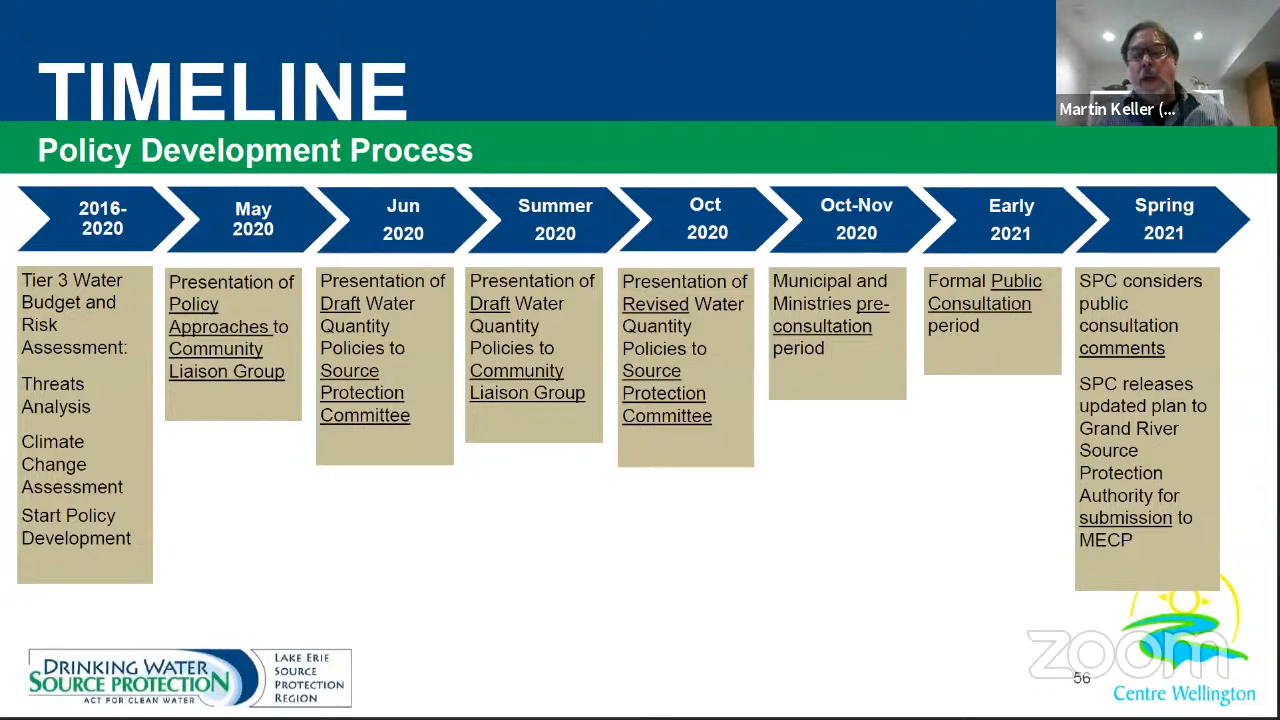 TIMELINE
Martin Keller (...
Policy Development Process
2016-
2020
May
2020
Jun
2020
Summer
2020
Oct
2020
Oct-Nov
2020
Early
2021
Spring
2021
Tier 3 Water
Budget and
Risk
Assessment:
Threats
Analysis
Climate
Change
Assessment
Start Policy
Development
Presentation of
Policy
Approaches to
Community
Liaison Group
Presentation of
Draft Water
Quantity
Policies to
Source
Protection
Committee
Presentation of
Draft Water
Quantity
Policies to
Community
Liaison Group
Presentation of
Revised Water
Quantity
Policies to
Source
Protection
Committee
Municipal and
Ministries pre-
consultation
period
Formal Public
Consultation
period
SPC considers
public
consultation
comments
SPC releases
updated plan to
Grand River
Source
Protection
Authority for
submission to
MECP
DRINKING WATER
SOURCE PROTECTION
ACT FOR CLEAN WATER
LAKE ERIE
SOURCE
PROTECTION
REGION
zoom
56
Centre Wellington